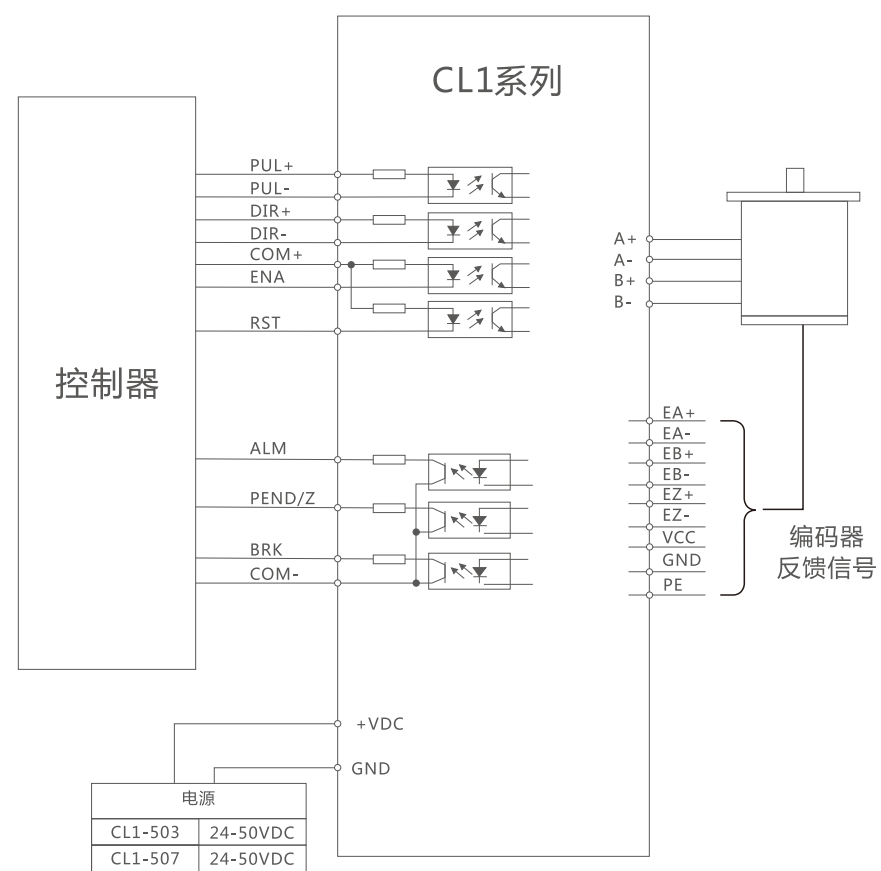 CL1系列
控制器
PUL+
PUL-
DIR+
DIR-
COM+
ENA
RST
ALM
PEND/Z
BRK
COM-
A+
A-
B+
B-
EA+
EA-
EB+
EB-
EZ+
EZ-
VCC
GND
PE
编码器
反馈信号
+VDC
GND
电源
CL1-503 24-50VDC
CL1-507 24-50VDC